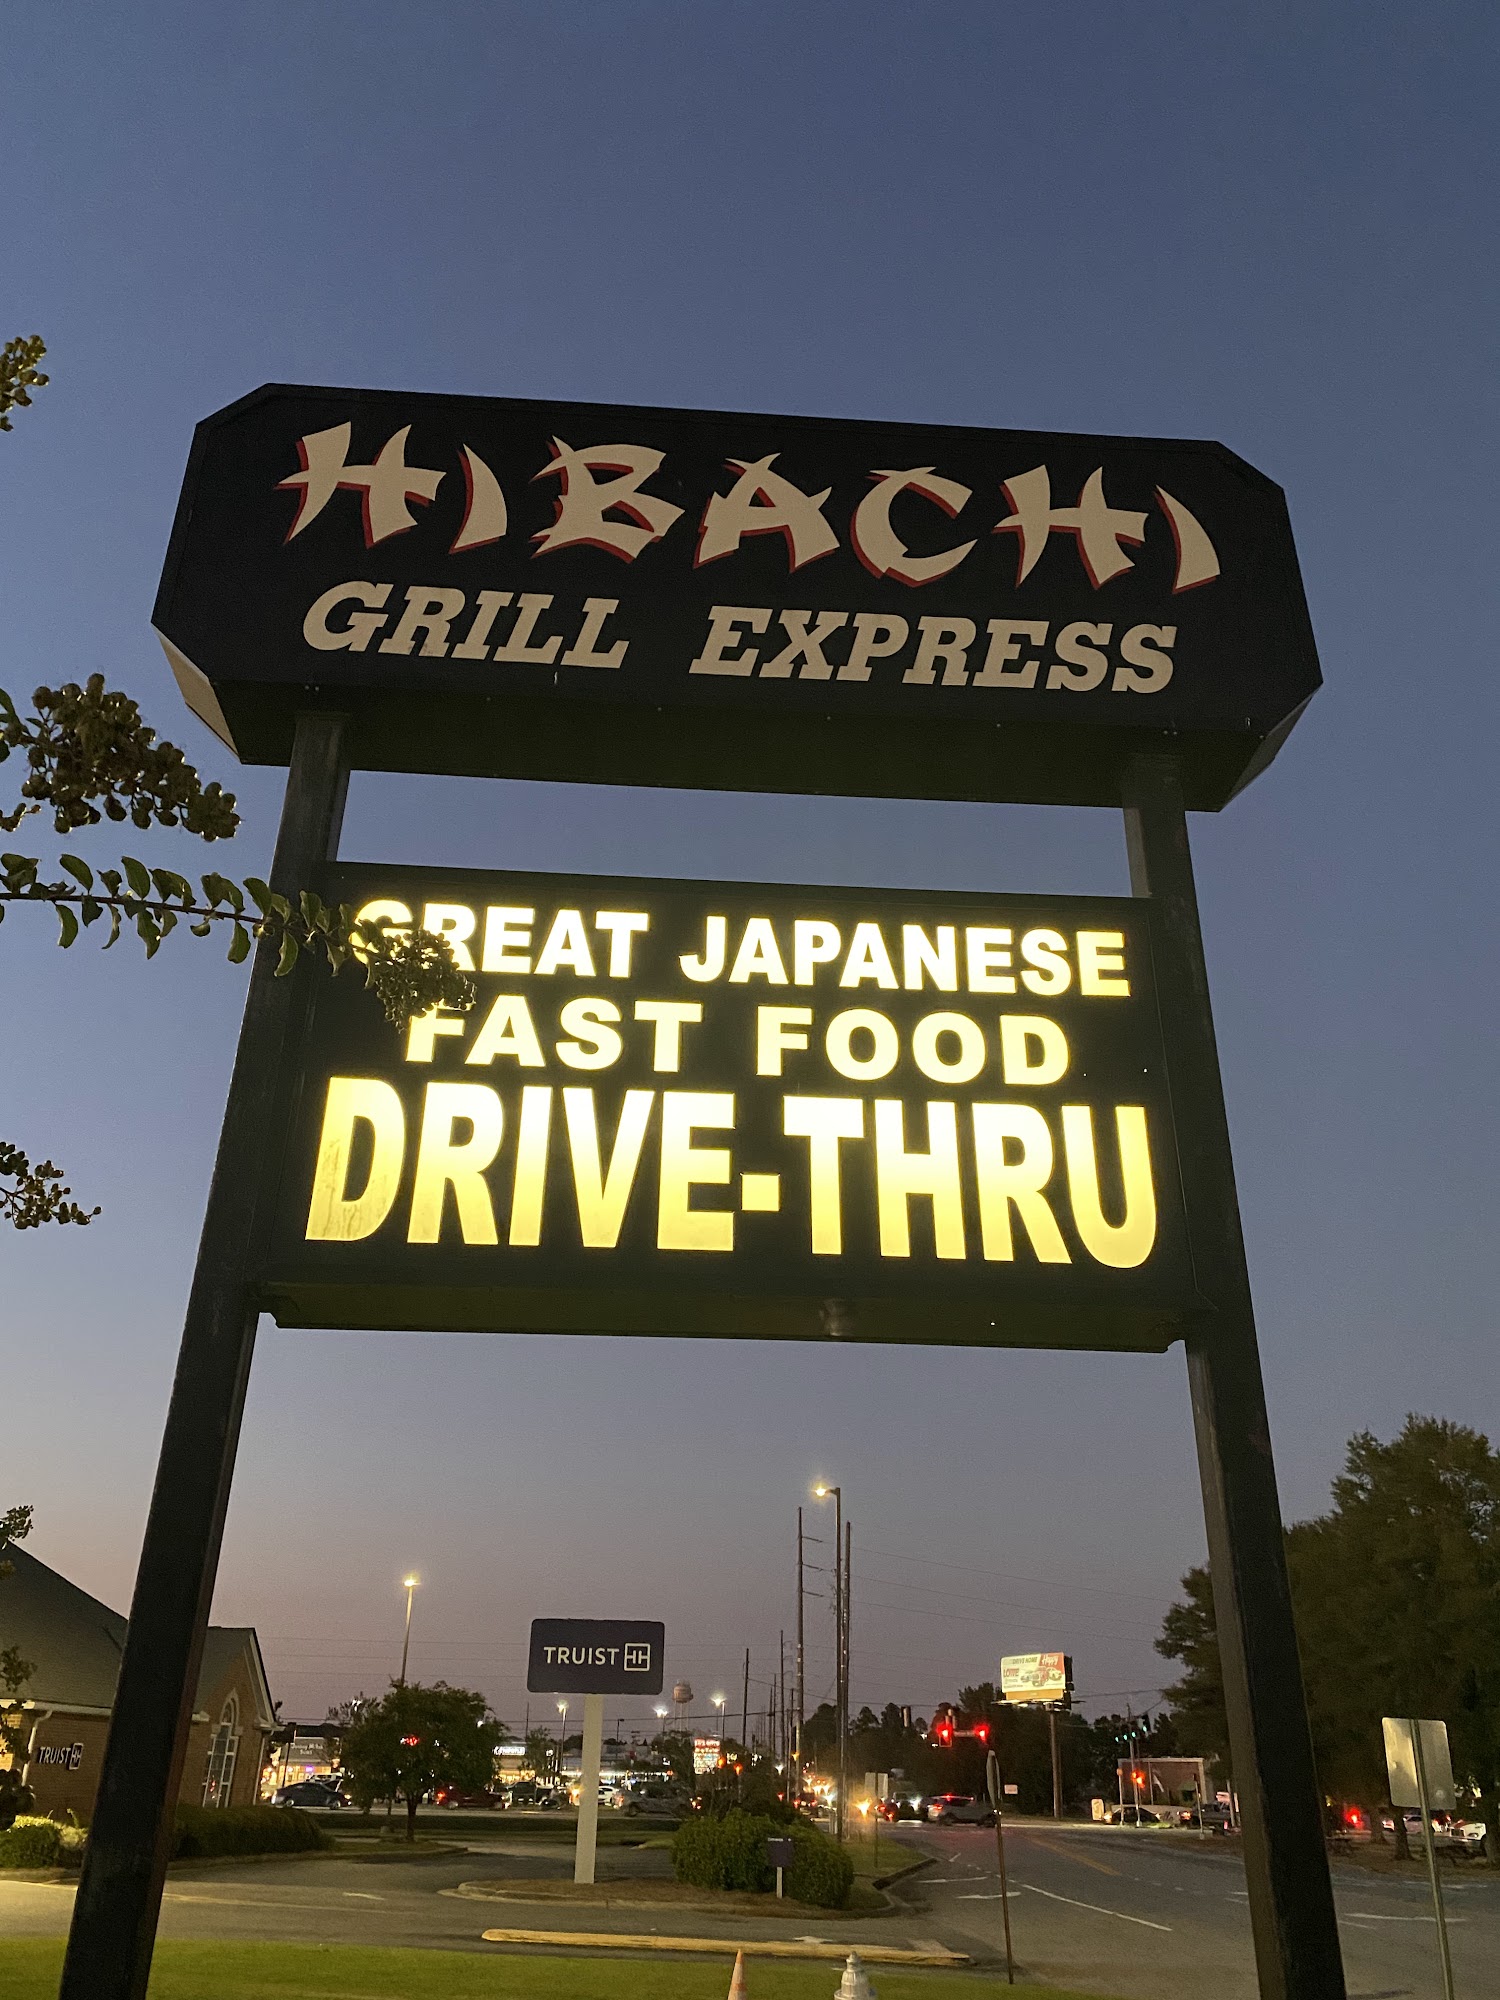 HIBACHI
GRILL EXPRESS
GREAT JAPANESE
FAST FOOD
DRIVE-THRU
TRUIST
TRUIST